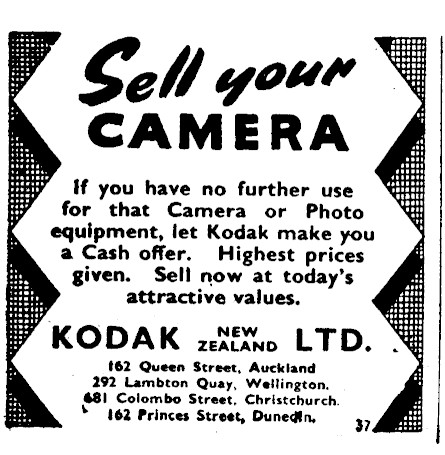 Sell your
CAMERA
If you have no further use
for that Camera or Photo
equipment, let Kodak make you
a Cash offer. Highest prices
given. Sell now at today's
attractive values.
KODAK NEW ZEALAND LTD.
162 Queen Street, Auckland
292 Lambton Quay, Wellington.
681 Colombo Street, Christchurch.
162 Princes Street, Dunedin.
37